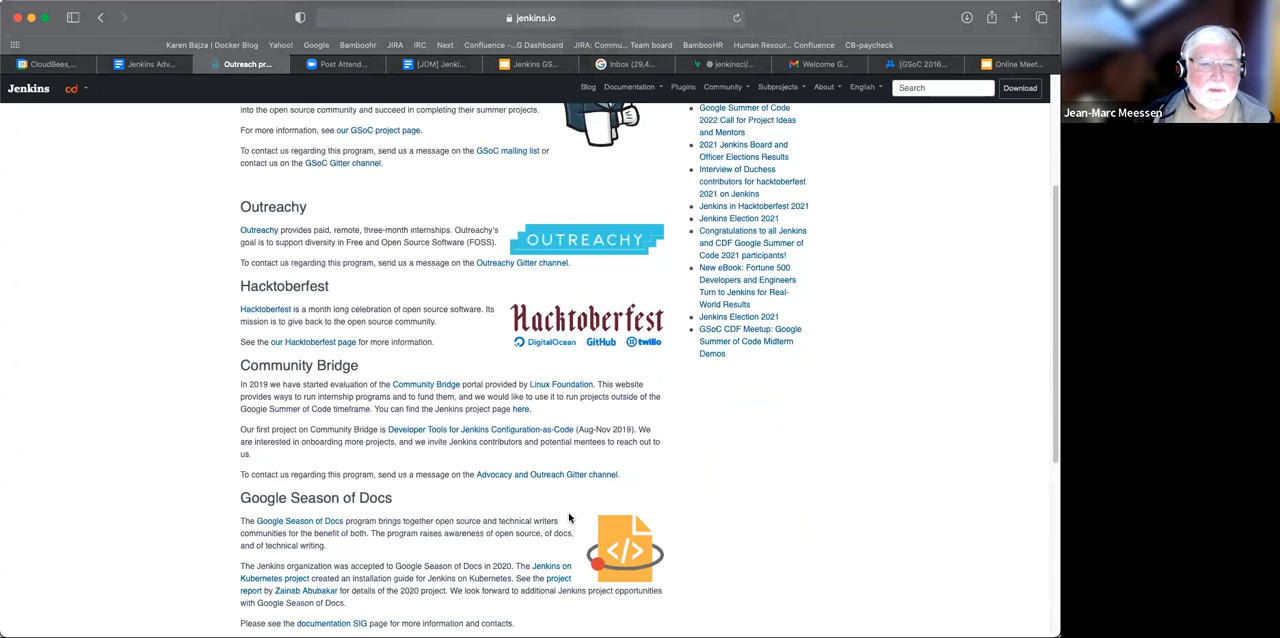 jenkins.io
Karen Bajza | Docker Blog Yahoo! Google Bamboohr JIRA IRC Next Confluence -...G Dashboard JIRA: Commu... Team board BambooHR Human Resour... Confluence CB-paycheck
CloudBees,... Jenkins Adv... Outreach pr... Post Attend... [JOM] Jenki... Jenkins GS... Inbox (29,4... jenkinsci/... Welcome G... [GSoC 2016... Online Meet...
Jenkins cd Blog Documentation Plugins Community Subprojects About English Search Download
into the open source community and succeed in completing their summer projects.
For more information, see our GSoC project page.
To contact us regarding this program, send us a message on the GSoC mailing list or
contact us on the GSoC Gitter channel.
Outreachy
Outreachy provides paid, remote, three-month internships. Outreachy's
goal is to support diversity in Free and Open Source Software (FOSS).
OUTREACHY
To contact us regarding this program, send us a message on the Outreachy Gitter channel.
Hacktoberfest
Hacktoberfest is a month long celebration of open source software. Its
mission is to give back to the open source community.
See the our Hacktoberfest page for more information.
Hacktoberfest
DigitalOcean GitHub twilio
Community Bridge
In 2019 we have started evaluation of the Community Bridge portal provided by Linux Foundation. This website
provides ways to run internship programs and to fund them, and we would like to use it to run projects outside of the
Google Summer of Code timeframe. You can find the Jenkins project page here.
Our first project on Community Bridge is Developer Tools for Jenkins Configuration-as-Code (Aug-Nov 2019). We
are interested in onboarding more projects, and we invite Jenkins contributors and potential mentees to reach out to
us.
To contact us regarding this program, send us a message on the Advocacy and Outreach Gitter channel.
Google Season of Docs
The Google Season of Docs program brings together open source and technical writers
communities for the benefit of both. The program raises awareness of open source, of docs,
and of technical writing.
</>
The Jenkins organization was accepted to Google Season of Docs in 2020. The Jenkins on
Kubernetes project created an installation guide for Jenkins on Kubernetes. See the project
report by Zainab Abubakar for details of the 2020 project. We look forward to additional Jenkins project opportunities
with Google Season of Docs.
Please see the documentation SIG page for more information and contacts.
Google Summer of Code
2022 Call for Project Ideas
and Mentors
2021 Jenkins Board and
Officer Elections Results
Interview of Duchess
contributors for hacktoberfest
2021 on Jenkins
Jenkins in Hacktoberfest 2021
Jenkins Election 2021
Congratulations to all Jenkins
and CDF Google Summer of
Code 2021 participants!
New eBook: Fortune 500
Developers and Engineers
Turn to Jenkins for Real-
World Results
Jenkins Election 2021
GSoC CDF Meetup: Google
Summer of Code Midterm
Demos
Jean-Marc Meessen